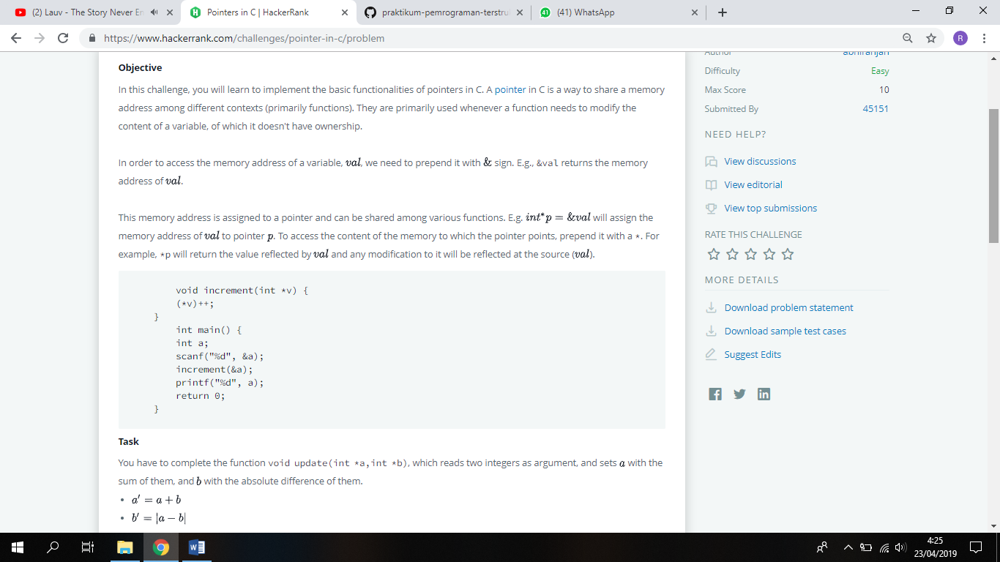 (2) Lauv - The Story Never En
Pointers in C | HackerRank
praktikum-pemrograman-terstru
(41) WhatsApp
https://www.hackerrank.com/challenges/pointer-in-c/problem
R
Objective
In this challenge, you will learn to implement the basic functionalities of pointers in C. A pointer in C is a way to share a memory
address among different contexts (primarily functions). They are primarily used whenever a function needs to modify the
content of a variable, of which it doesn't have ownership.
In order to access the memory address of a variable, val, we need to prepend it with & sign. E.g., &val returns the memory
address of val.
This memory address is assigned to a pointer and can be shared among various functions. E.g. int* p = &val will assign the
memory address of val to pointer p. To access the content of the memory to which the pointer points, prepend it with a *. For
example, *p will return the value reflected by val and any modification to it will be reflected at the source (val).
void increment(int *v) {
(*v)++;
}
int main() {
int a;
scanf("%d", &a);
increment(&a);
printf("%d", a);
return 0;
}
Task
You have to complete the function void update(int *a,int *b), which reads two integers as argument, and sets a with the
sum of them, and b with the absolute difference of them.
• a′ = a + b
• b′ = |a − b|
Author abhiranjan
Difficulty Easy
Max Score 10
Submitted By 45151
NEED HELP?
View discussions
View editorial
View top submissions
RATE THIS CHALLENGE
MORE DETAILS
Download problem statement
Download sample test cases
Suggest Edits
4:25
23/04/2019